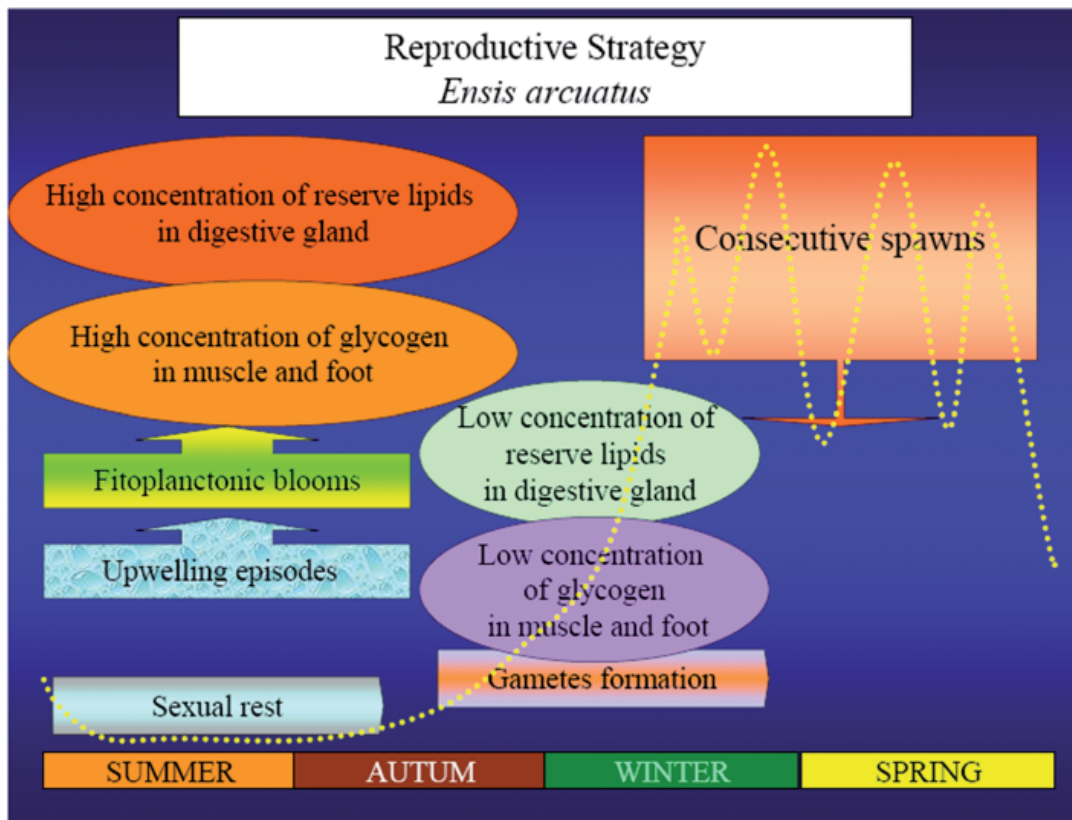 Reproductive Strategy
Ensis arcuatus
High concentration of reserve lipids
in digestive gland
Consecutive spawns
High concentration of glycogen
in muscle and foot
Low concentration of
reserve lipids
in digestive gland
Fitoplanctonic blooms
Upwelling episodes
Low concentration
of glycogen
in muscle and foot
Gametes formation
Sexual rest
SUMMER
AUTUM
WINTER
SPRING